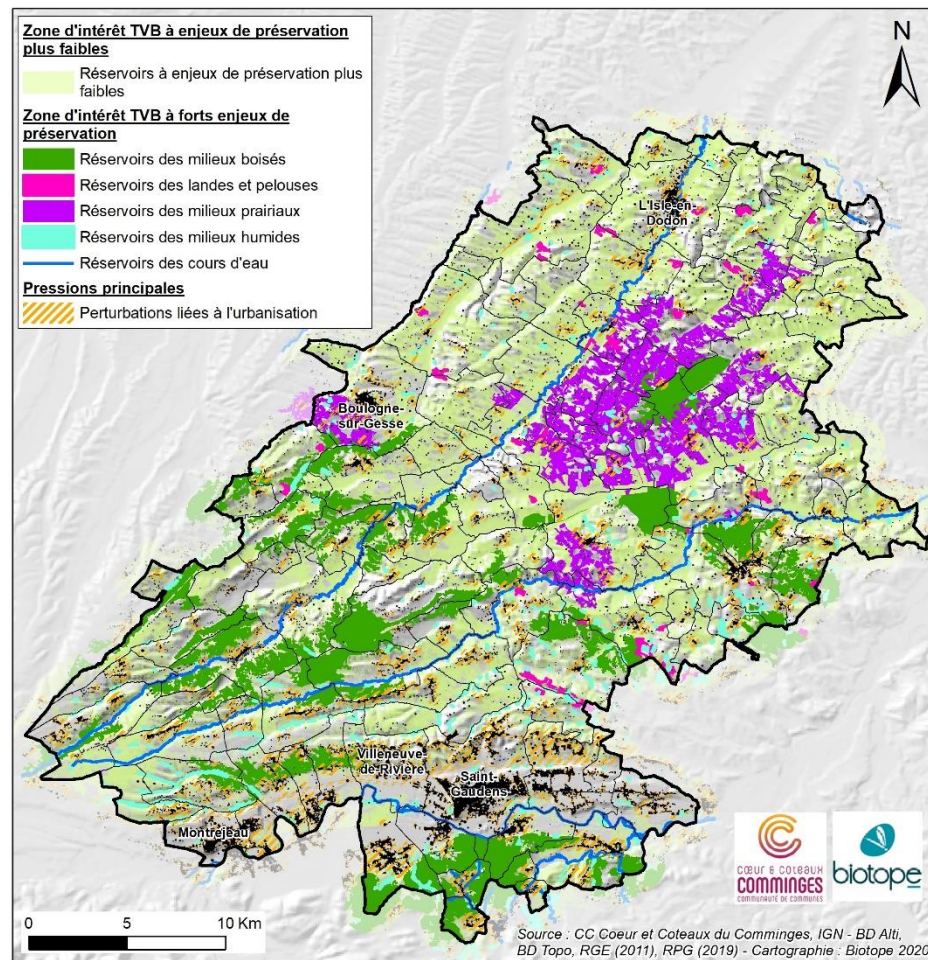 Zone d'intérêt TVB à enjeux de préservation
plus faibles
Réservoirs à enjeux de préservation plus
faibles
Zone d'intérêt TVB à forts enjeux de
préservation
Réservoirs des milieux boisés
Réservoirs des landes et pelouses
Réservoirs des milieux prairiaux
Réservoirs des milieux humides
Réservoirs des cours d'eau
Pressions principales
Perturbations liées à l'urbanisation
N
L'Isle-en-
Dodon
Boulogne-
sur-Gesse
Villeneuve-
de-Rivière
Saint-
Gaudens
Montréjeau
0 5 10 Km
cœur & coteaux
COMMINGES
COMMUNAUTÉ DE COMMUNES
biotope
Source : CC Coeur et Coteaux du Comminges, IGN - BD Alti,
BD Topo, RGE (2011), RPG (2019) - Cartographie : Biotope 2020